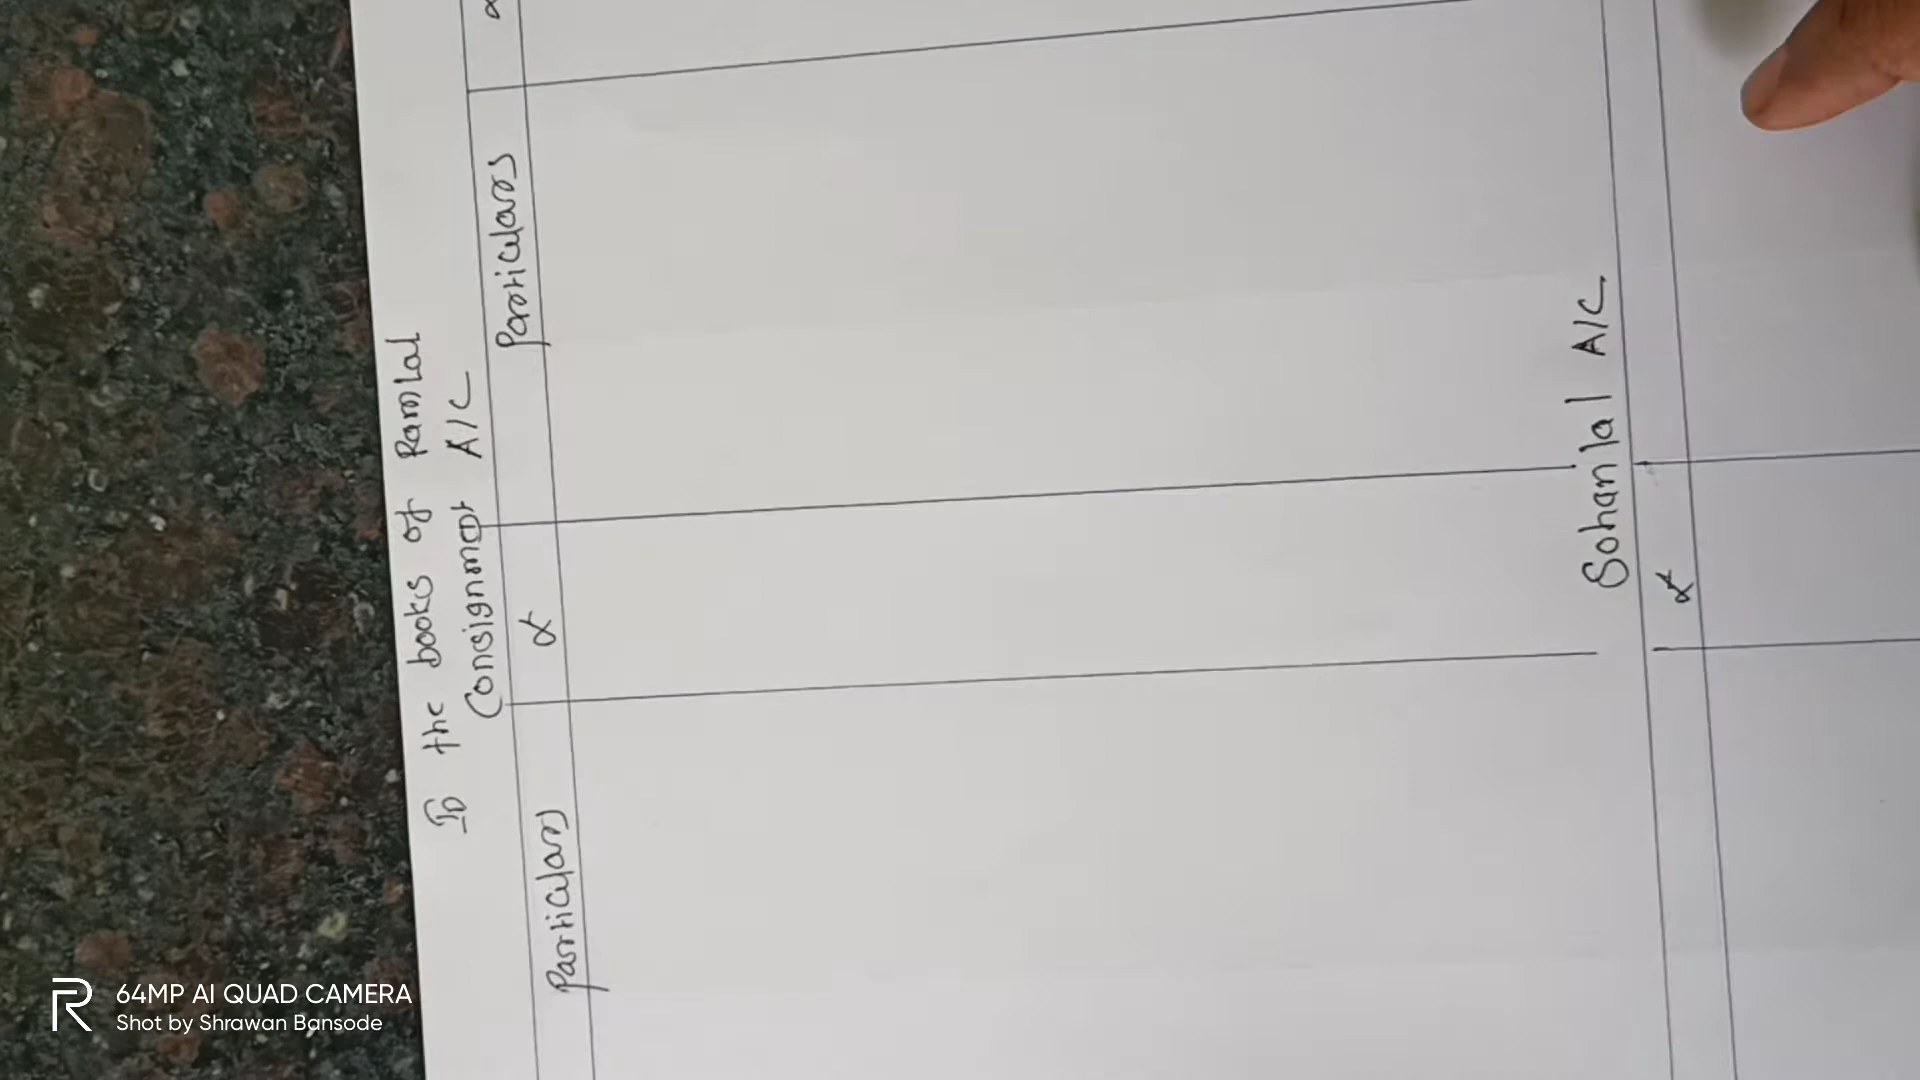 In the books of Ramlal
Consignment A/C
Particulars ₹ Particulars ₹
Sohanlal A/C.
₹
64MP AI QUAD CAMERA
Shot by Shrawan Bansode